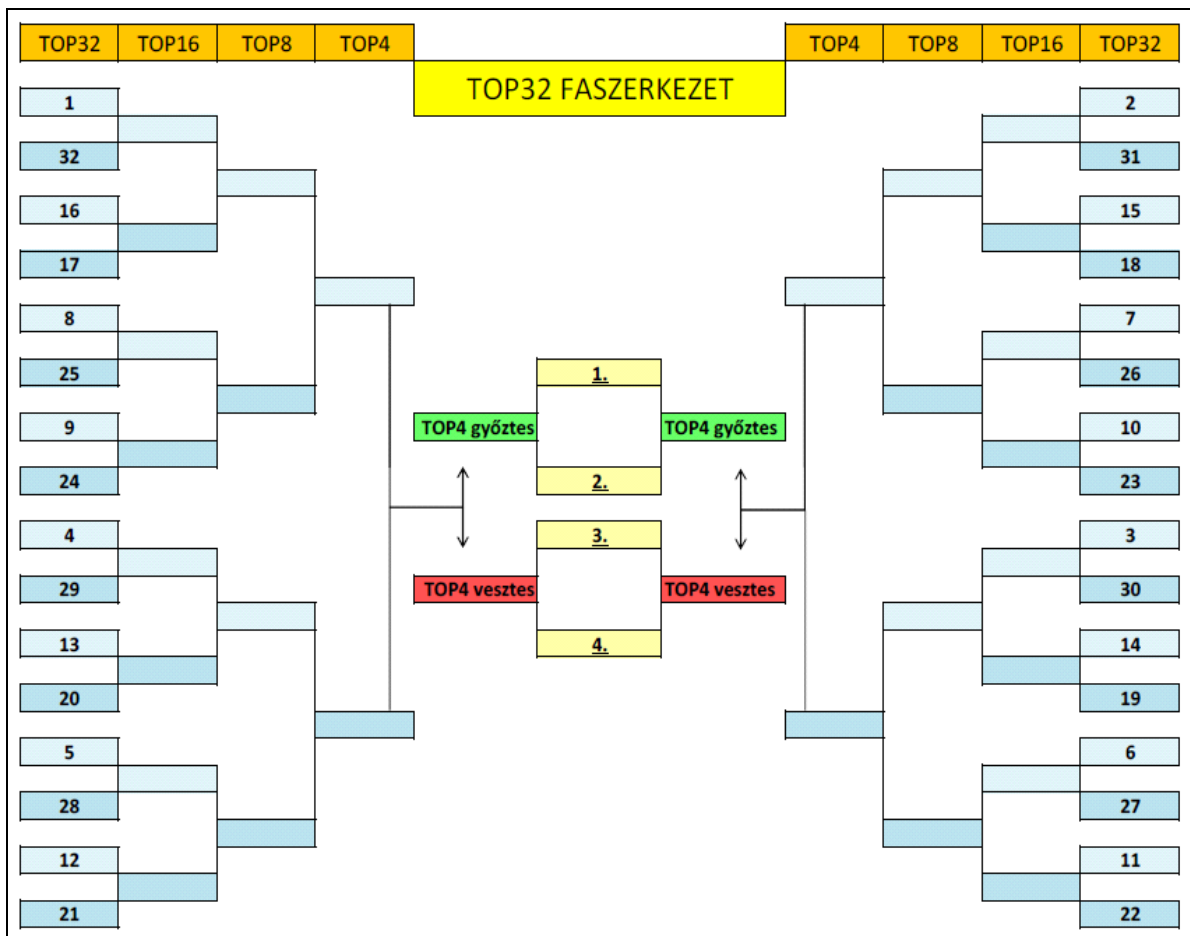 TOP32 TOP16 TOP8 TOP4 TOP4 TOP8 TOP16 TOP32
TOP32 FASZERKEZET
1 2
32 31
16 15
17 18
8 7
1.
25 26
9 TOP4 győztes TOP4 győztes 10
24 2. 23
4 3. 3
29 TOP4 vesztes TOP4 vesztes 30
13 4. 14
20 19
5 6
28 27
12 11
21 22